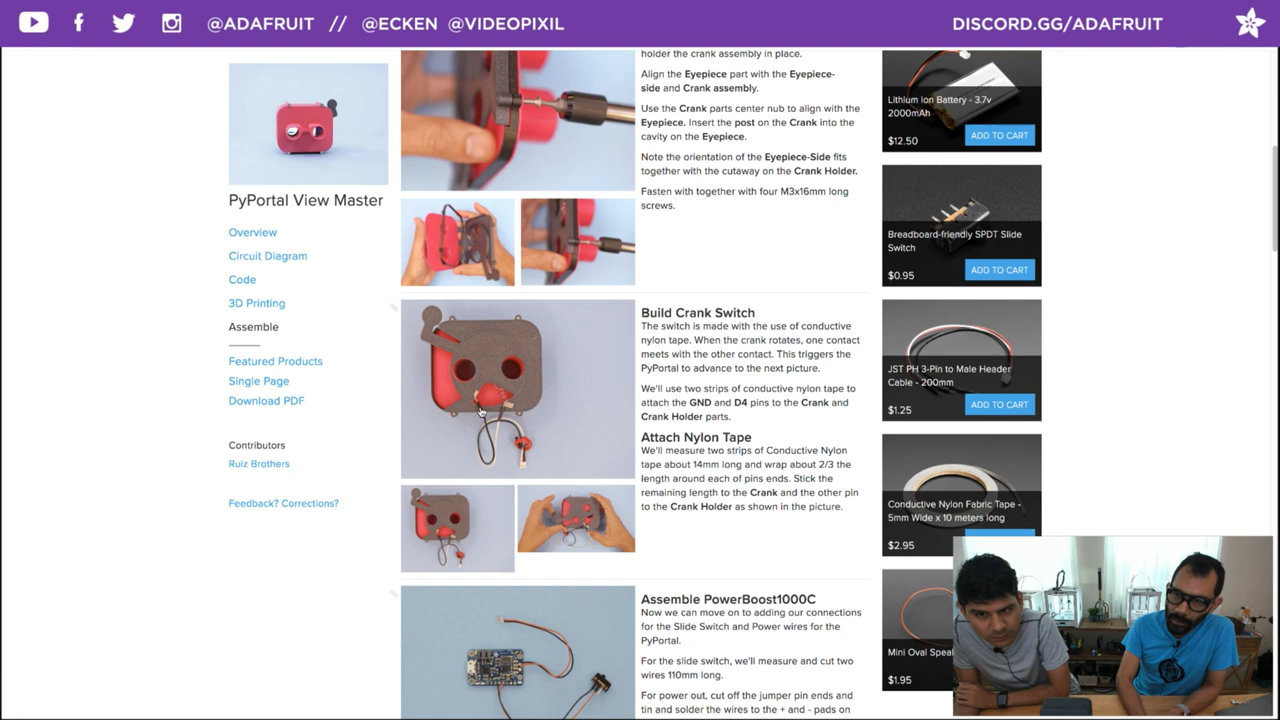 @ADAFRUIT // @ECKEN @VIDEOPIXIL
DISCORD.GG/ADAFRUIT
PyPortal View Master
Overview
Circuit Diagram
Code
3D Printing
Assemble
Featured Products
Single Page
Download PDF
Contributors
Ruiz Brothers
Feedback? Corrections?
holder the crank assembly in place.
Align the Eyepiece part with the Eyepiece-
side and Crank assembly.
Use the Crank parts center nub to align with the
Eyepiece. Insert the post on the Crank into the
cavity on the Eyepiece.
Note the orientation of the Eyepiece-Side fits
together with the cutaway on the Crank Holder.
Fasten with together with four M3x16mm long
screws.
Build Crank Switch
The switch is made with the use of conductive
nylon tape. When the crank rotates, one contact
meets with the other contact. This triggers the
PyPortal to advance to the next picture.
We'll use two strips of conductive nylon tape to
attach the GND and D4 pins to the Crank and
Crank Holder parts.
Attach Nylon Tape
We'll measure two strips of Conductive Nylon
tape about 14mm long and wrap about 2/3 the
length around each of pins ends. Stick the
remaining length to the Crank and the other pin
to the Crank Holder as shown in the picture.
Assemble PowerBoost1000C
Now we can move on to adding our connections
for the Slide Switch and Power wires for the
PyPortal.
For the slide switch, we'll measure and cut two
wires 110mm long.
For power out, cut off the jumper pin ends and
tin and solder the wires to the + and - pads on
Lithium Ion Battery - 3.7v
2000mAh
$12.50
ADD TO CART
Breadboard-friendly SPDT Slide
Switch
$0.95
ADD TO CART
JST PH 3-Pin to Male Header
Cable - 200mm
$1.25
ADD TO CART
Conductive Nylon Fabric Tape -
5mm Wide x 10 meters long
$2.95
Mini Oval Spea
$1.95